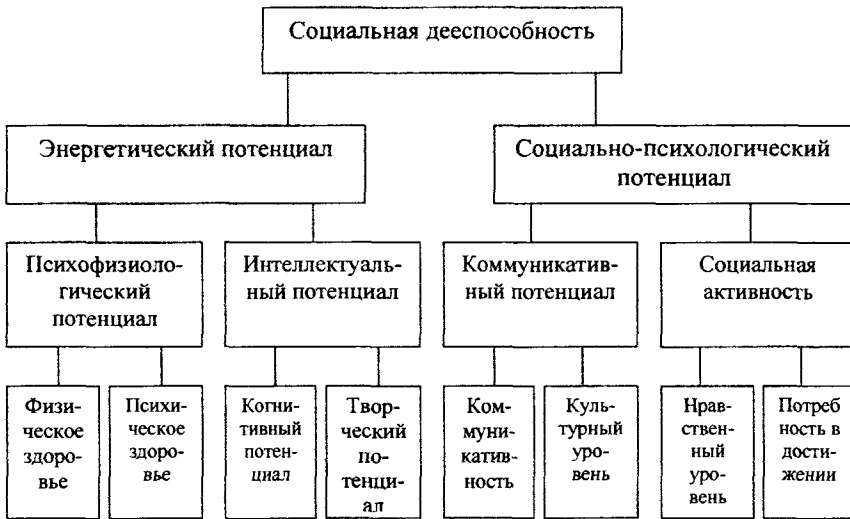 Социальная дееспособность
Энергетический потенциал
Социально-психологический
потенциал
Психофизиоло-
гический
потенциал
Интеллектуаль-
ный потенциал
Коммуникатив-
ный потенциал
Социальная
активность
Физи-
ческое
здоро-
вье
Психи-
ческое
здоро-
вье
Когни-
тивный
потен-
циал
Твор-
ческий
по-
тенци-
ал
Ком-
муни-
катив-
ность
Куль-
турный
уро-
вень
Нрав-
ствен-
ный
уро-
вень
Потреб
ность в
дости-
жении